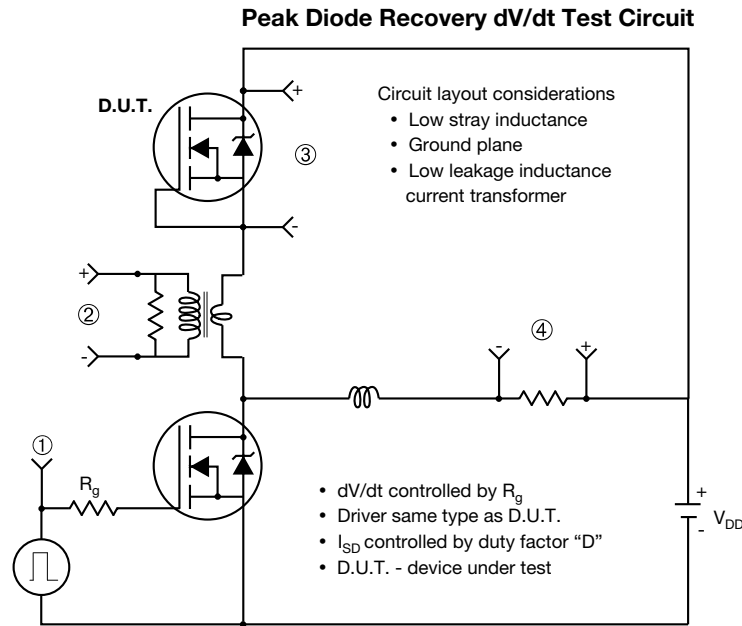 Peak Diode Recovery dV/dt Test Circuit
D.U.T.
+
Circuit layout considerations
• Low stray inductance
• Ground plane
• Low leakage inductance
current transformer
③
-
+
②
-
④
-
+
①
Rg
• dV/dt controlled by Rg
• Driver same type as D.U.T.
• ISD controlled by duty factor “D”
• D.U.T. - device under test
+
VDD
-